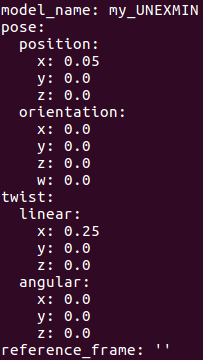 model_name: my_UNEXMIN
pose:
  position:
    x: 0.05
    y: 0.0
    z: 0.0
  orientation:
    x: 0.0
    y: 0.0
    z: 0.0
    w: 0.0
twist:
  linear:
    x: 0.25
    y: 0.0
    z: 0.0
  angular:
    x: 0.0
    y: 0.0
    z: 0.0
reference_frame: ''